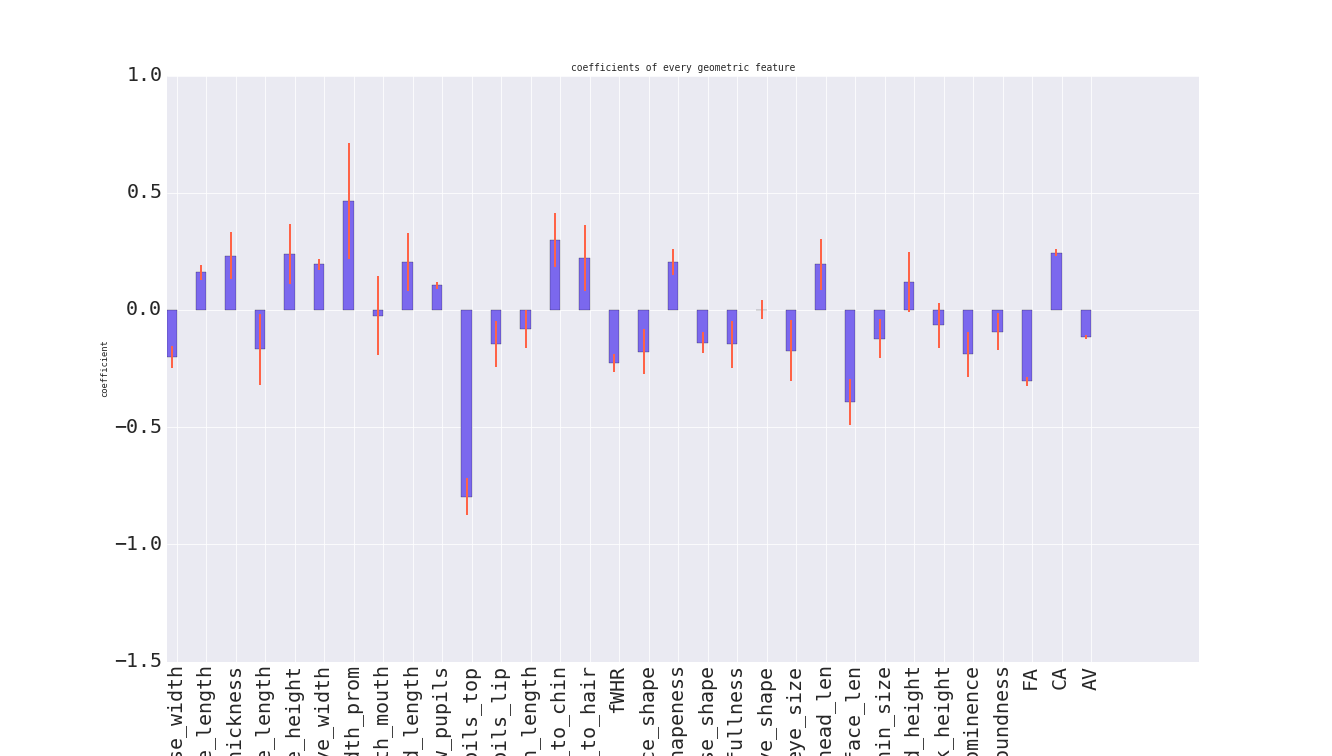 coefficients of every geometric feature
1.0
0.5
0.0
−0.5
−1.0
−1.5
coefficient
se_width
e_length
hickness
e_length
e_height
ye_width
dth_prom
th_mouth
d_length
w_pupils
pils_top
pils_lip
n_length
_to_chin
_to_hair
fWHR
ce_shape
hapeness
se_shape
fullness
ye_shape
eye_size
head_len
face_len
hin_size
d_height
k_height
ominence
oundness
FA
CA
AV